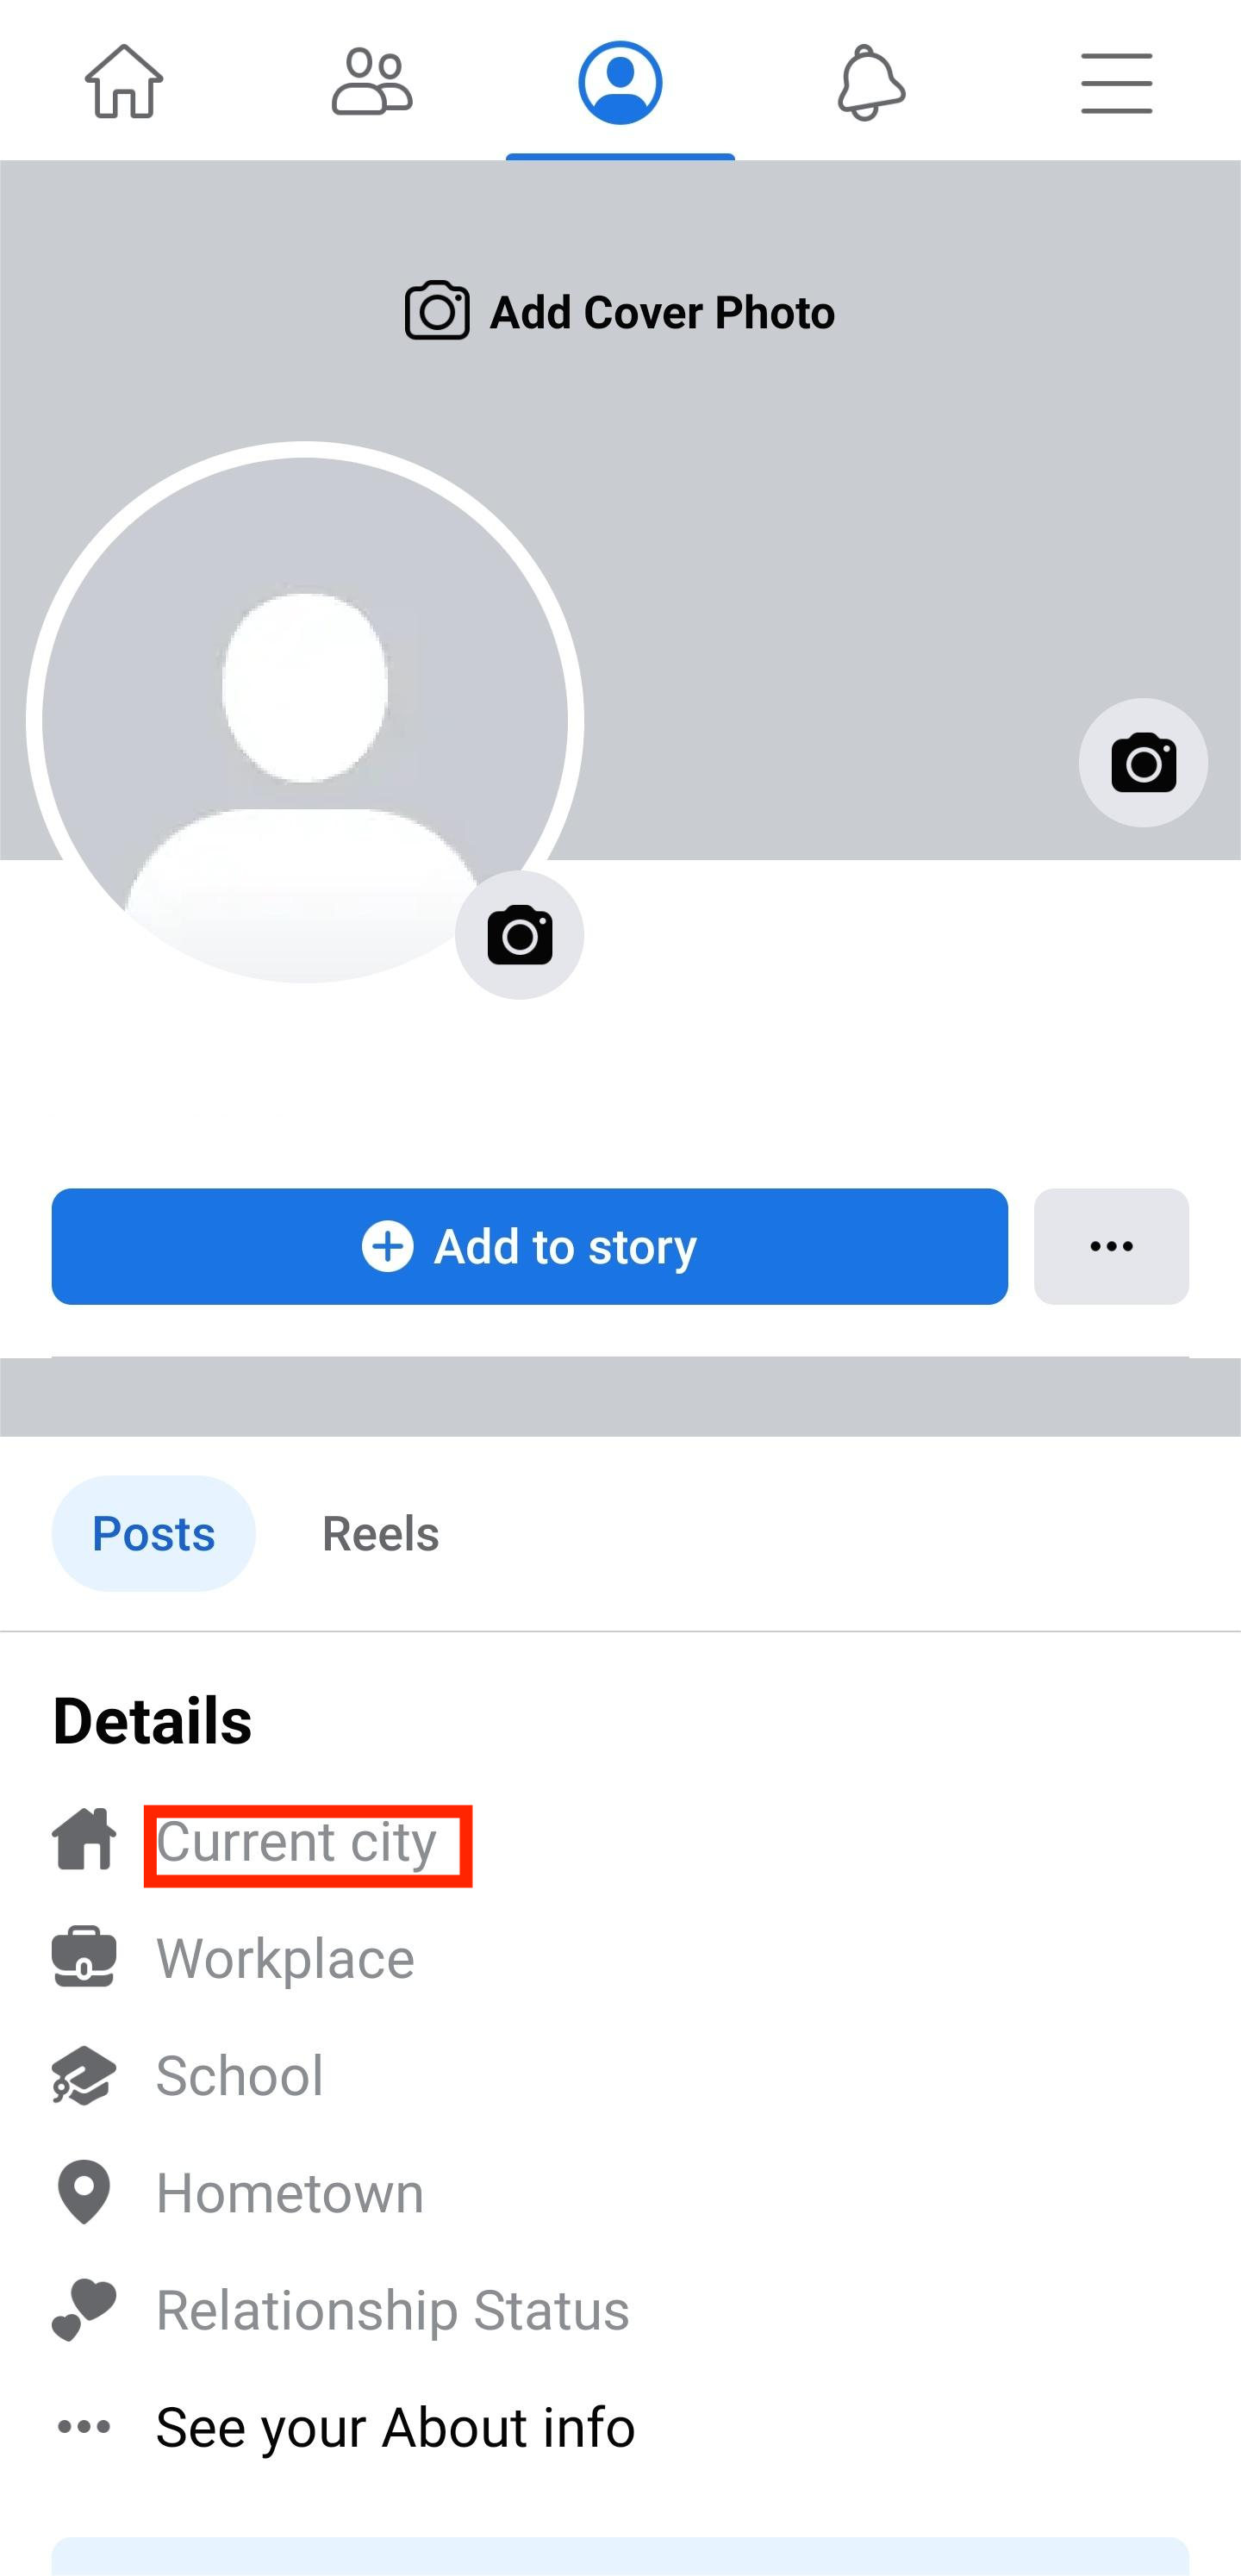 Add Cover Photo
Add to story
Posts Reels
Details
Current city
Workplace
School
Hometown
Relationship Status
See your About info